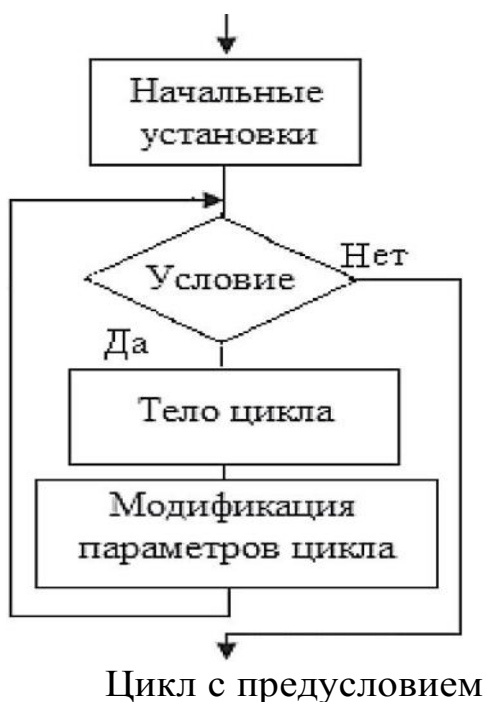 Начальные
установки
Условие
Нет
Да
Тело цикла
Модификация
параметров цикла
Цикл с предусловием